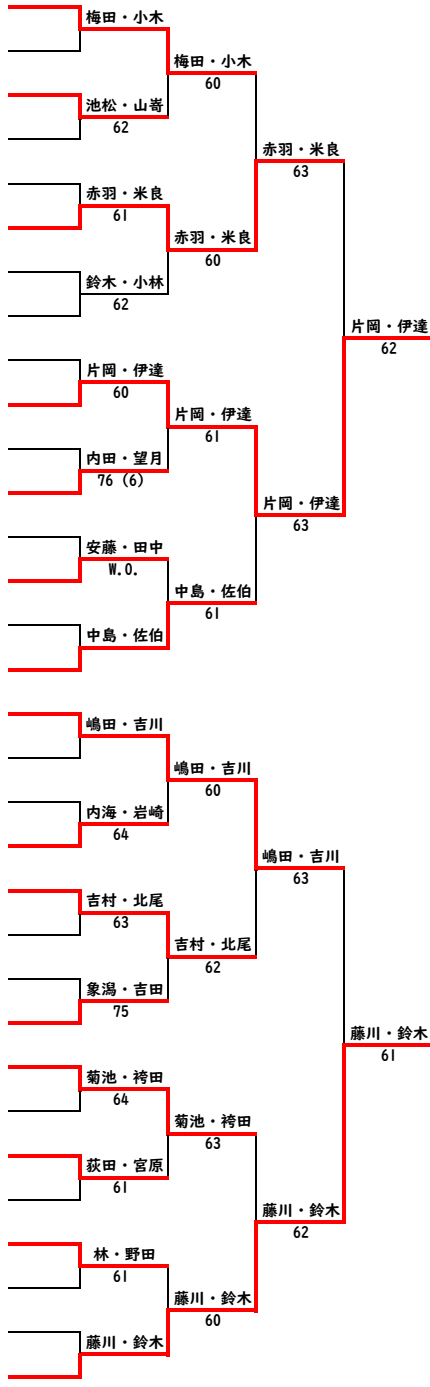 梅田・小木
梅田・小木
60
池松・山嵜
62
赤羽・米良
63
赤羽・米良
61
赤羽・米良
60
鈴木・小林
62
片岡・伊達
62
片岡・伊達
60
片岡・伊達
61
内田・望月
76 (6)
片岡・伊達
63
安藤・田中
W.O.
中島・佐伯
61
中島・佐伯
嶋田・吉川
嶋田・吉川
60
内海・岩崎
64
嶋田・吉川
63
吉村・北尾
63
吉村・北尾
62
象潟・吉田
75
藤川・鈴木
61
菊池・袴田
64
菊池・袴田
63
荻田・宮原
61
藤川・鈴木
62
林・野田
61
藤川・鈴木
60
藤川・鈴木